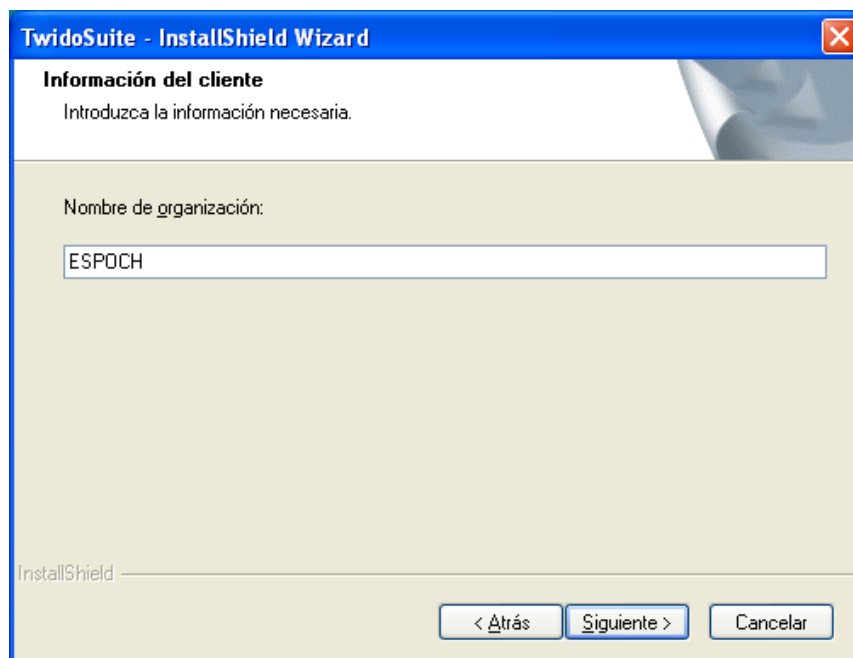 TwidoSuite - InstallShield Wizard
Información del cliente
Introduzca la información necesaria.
Nombre de organización:
ESPOCH
InstallShield
< Atrás
Siguiente >
Cancelar